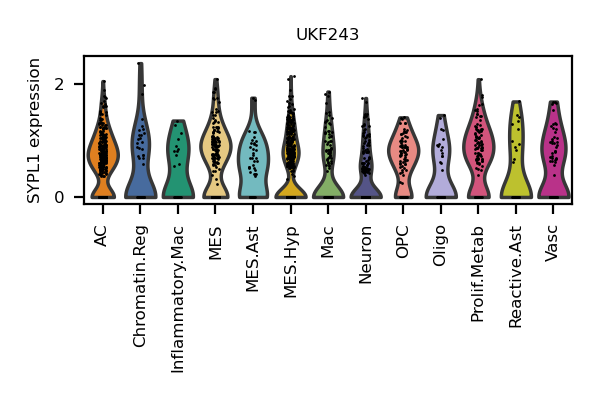 UKF243
SYPL1 expression
2
0
AC
Chromatin.Reg
Inflammatory.Mac
MES
MES.Ast
MES.Hyp
Mac
Neuron
OPC
Oligo
Prolif.Metab
Reactive.Ast
Vasc